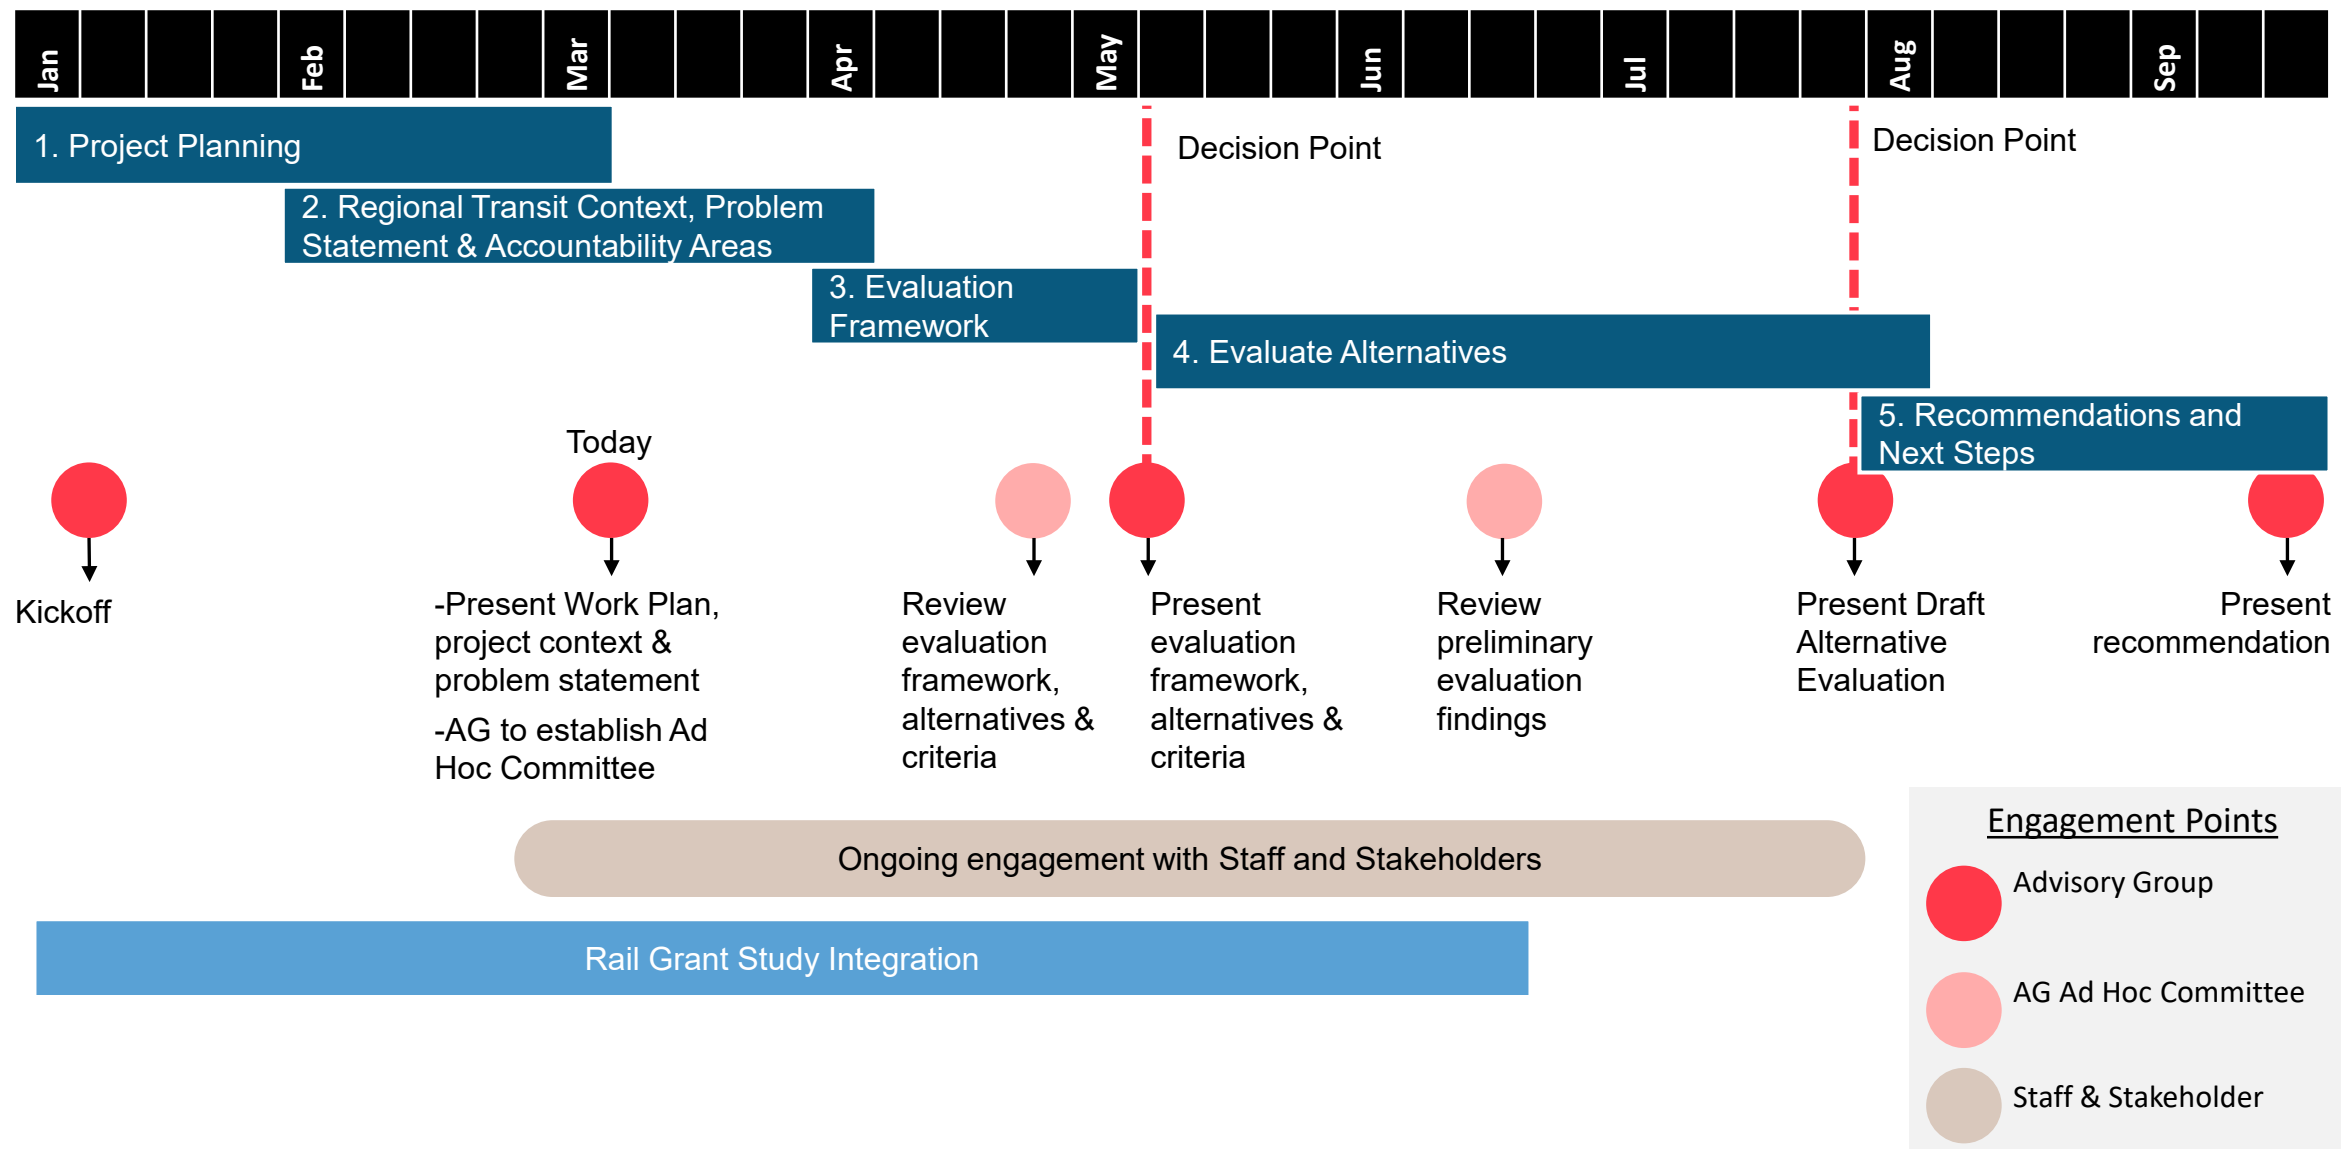 Jan
Feb
Mar
Apr
May
Jun
Jul
Aug
Sep
1. Project Planning
Decision Point
Decision Point
2. Regional Transit Context, Problem
Statement & Accountability Areas
3. Evaluation
Framework
4. Evaluate Alternatives
5. Recommendations and
Next Steps
Today
Kickoff
-Present Work Plan,
project context &
problem statement
-AG to establish Ad
Hoc Committee
Review
evaluation
framework,
alternatives &
criteria
Present
evaluation
framework,
alternatives &
criteria
Review
preliminary
evaluation
findings
Present Draft
Alternative
Evaluation
Present
recommendation
Ongoing engagement with Staff and Stakeholders
Rail Grant Study Integration
Engagement Points
Advisory Group
AG Ad Hoc Committee
Staff & Stakeholder